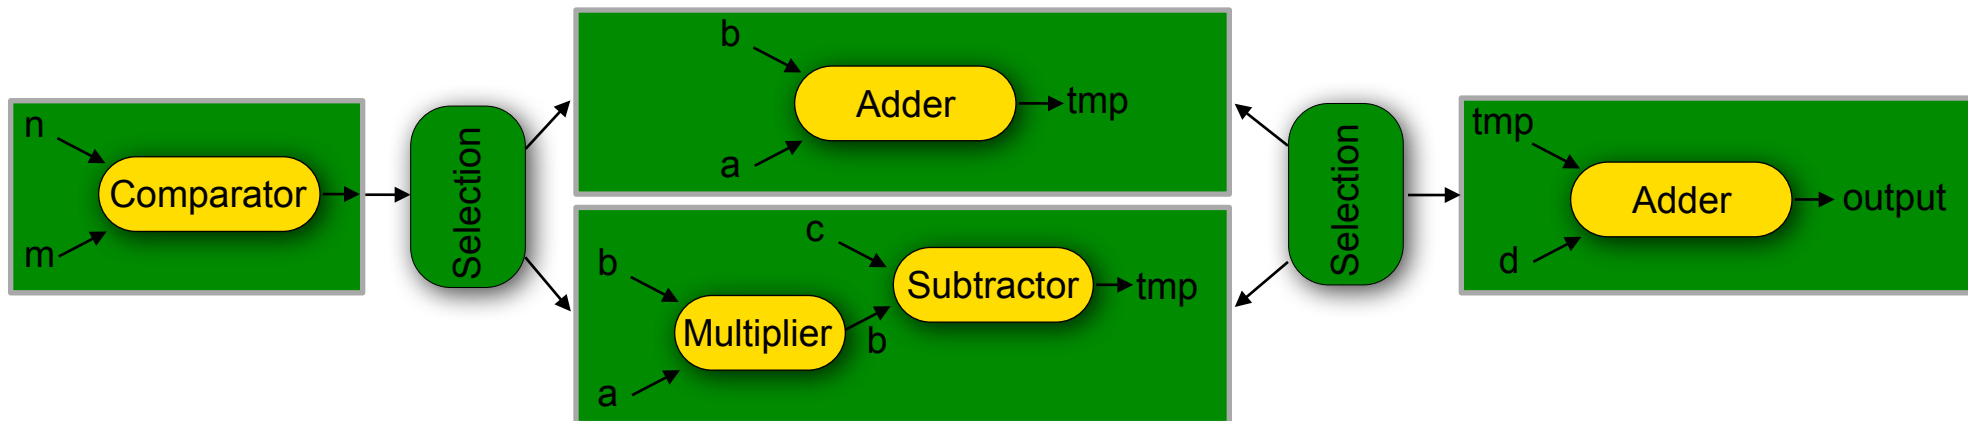 n
Comparator
m
Selection
b
Adder
tmp
a
c
b
Subtractor
tmp
Multiplier
b
a
Selection
tmp
Adder
output
d